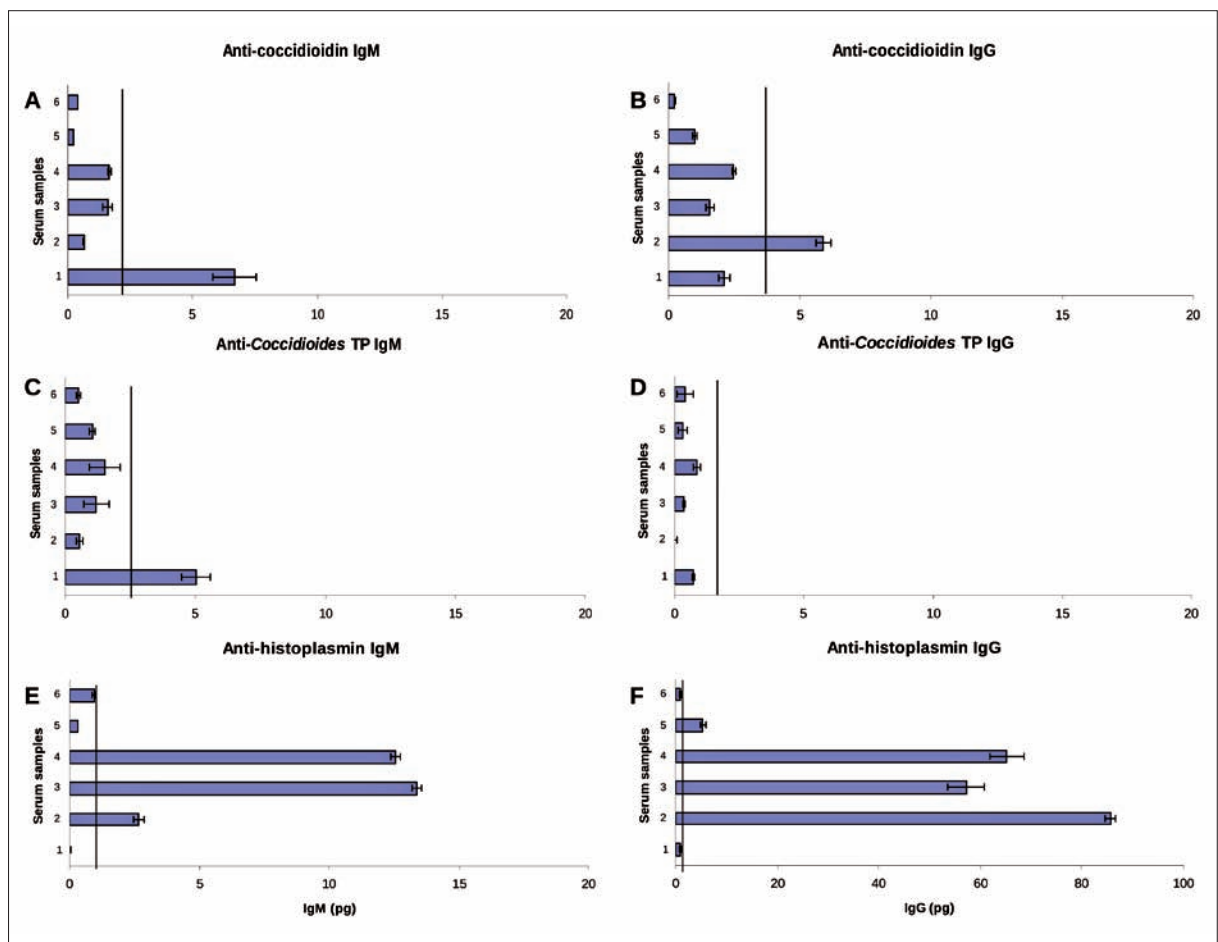 Anti-coccidioidin IgM
A
Serum samples
6
5
4
3
2
1
0 5 10 15 20
Anti-coccidioidin IgG
B
Serum samples
6
5
4
3
2
1
0 5 10 15 20
Anti-Coccidioides TP IgM
C
Serum samples
6
5
4
3
2
1
0 5 10 15 20
Anti-Coccidioides TP IgG
D
Serum samples
6
5
4
3
2
1
0 5 10 15 20
Anti-histoplasmin IgM
E
Serum samples
6
5
4
3
2
1
0 5 10 15 20
IgM (pg)
Anti-histoplasmin IgG
F
Serum samples
6
5
4
3
2
1
0 20 40 60 80 100
IgG (pg)